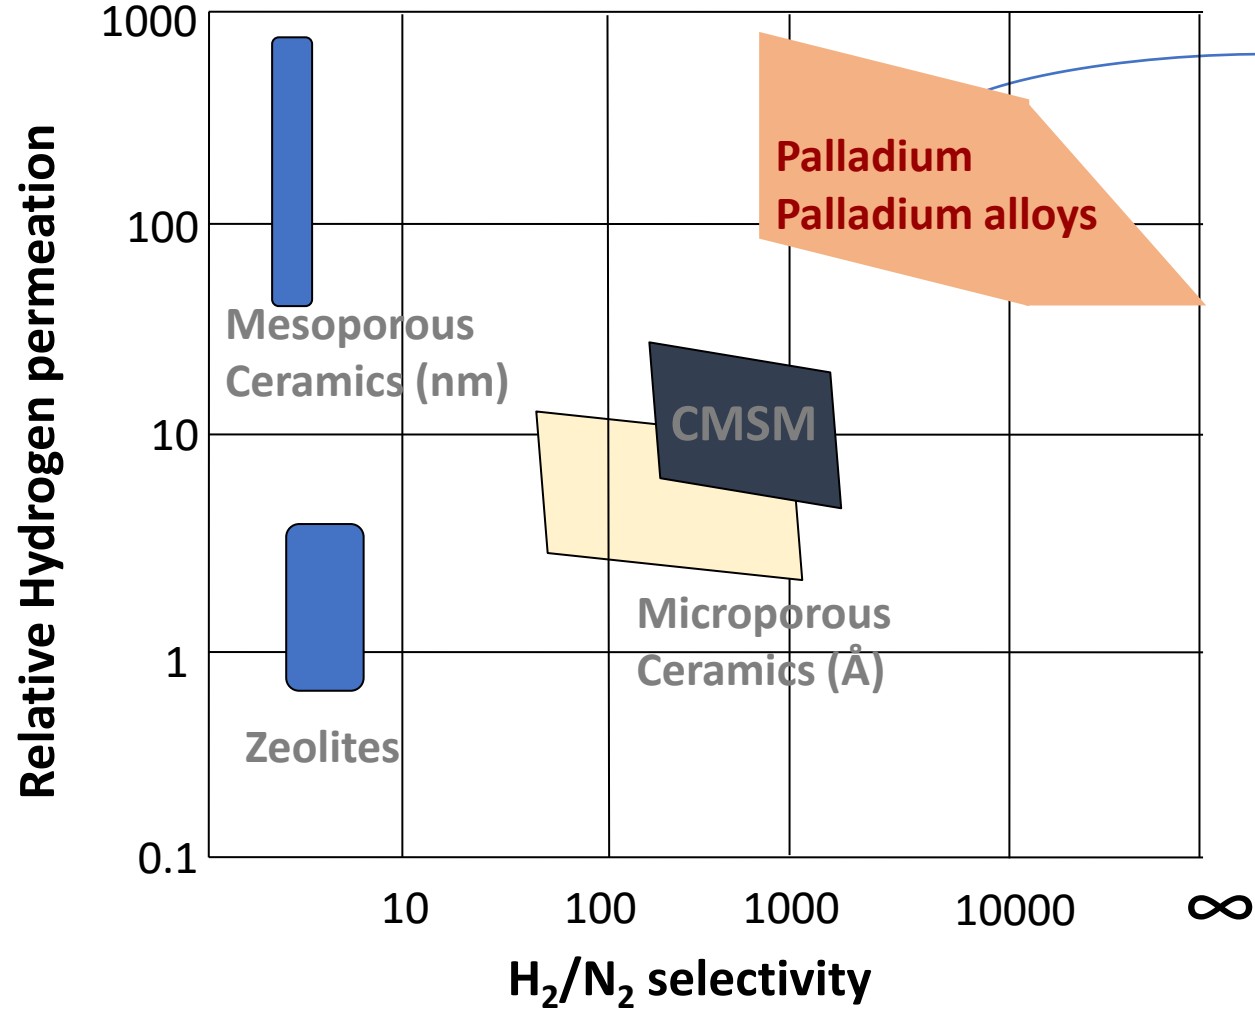 1000
100
10
1
0.1
Relative Hydrogen permeation
Palladium
Palladium alloys
Mesoporous
Ceramics (nm)
CMSM
Microporous
Ceramics (Å)
Zeolites
10
100
1000
10000
∞
H₂/N₂ selectivity